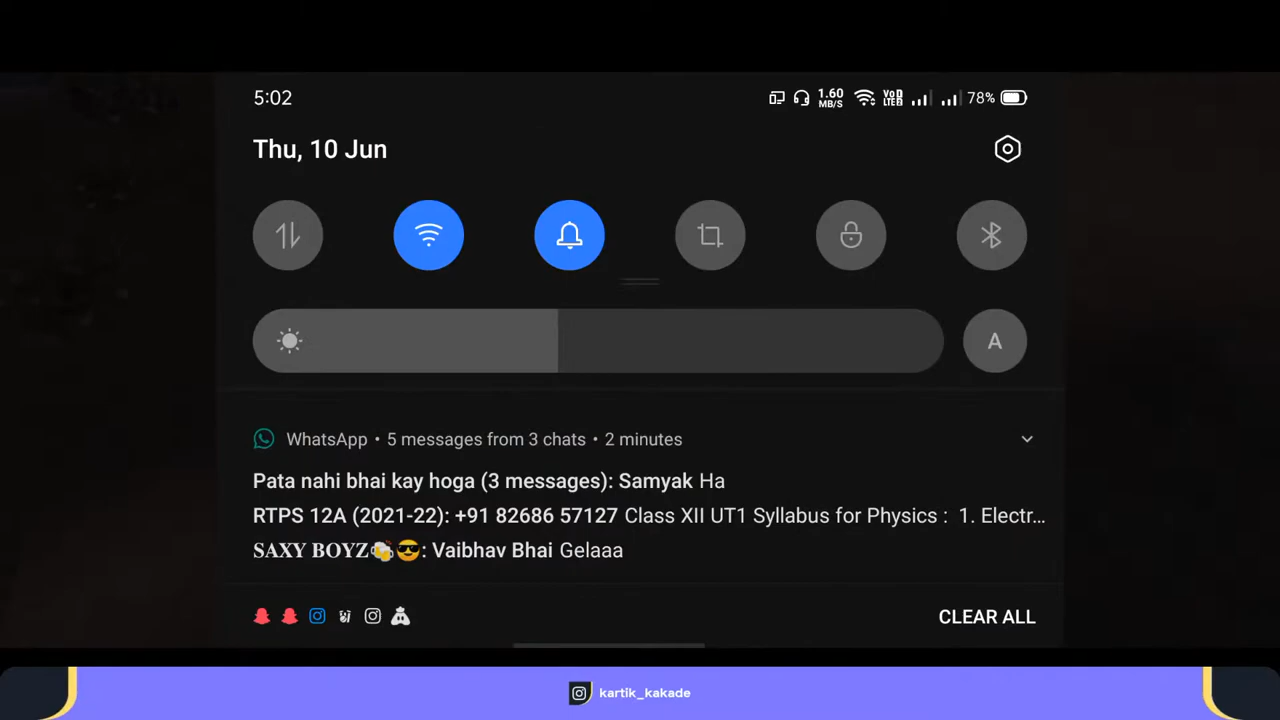 5:02 1.60 MB/S VoD LTE2 78%
Thu, 10 Jun
A
WhatsApp • 5 messages from 3 chats • 2 minutes
Pata nahi bhai kay hoga (3 messages): Samyak Ha
RTPS 12A (2021-22): +91 82686 57127 Class XII UT1 Syllabus for Physics : 1. Electr...
SAXY BOYZ🍻😎: Vaibhav Bhai Gelaaa
CLEAR ALL
kartik_kakade